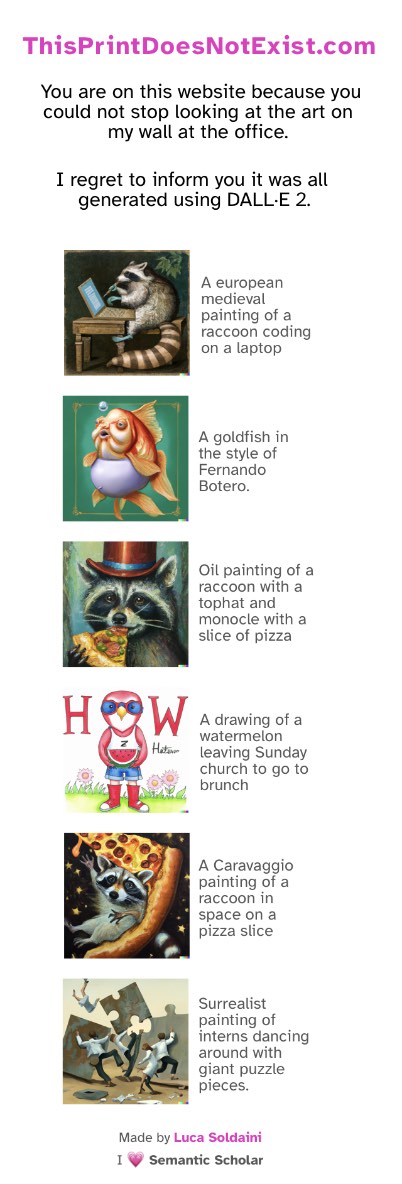 ThisPrintDoesNotExist.com
You are on this website because you
could not stop looking at the art on
my wall at the office.
I regret to inform you it was all
generated using DALL·E 2.
A european
medieval
painting of a
raccoon coding
on a laptop
A goldfish in
the style of
Fernando
Botero.
Oil painting of a
raccoon with a
tophat and
monocle with a
slice of pizza
HOW
Z
A drawing of a
watermelon
leaving Sunday
church to go to
brunch
A Caravaggio
painting of a
raccoon in
space on a
pizza slice
Surrealist
painting of
interns dancing
around with
giant puzzle
pieces.
Made by Luca Soldaini
I 💗 Semantic Scholar